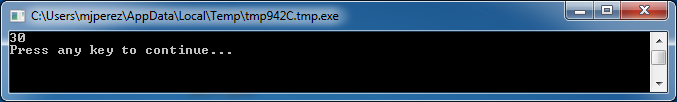 C:\Users\mjperez\AppData\Local\Temp\tmp942C.tmp.exe
30
Press any key to continue...